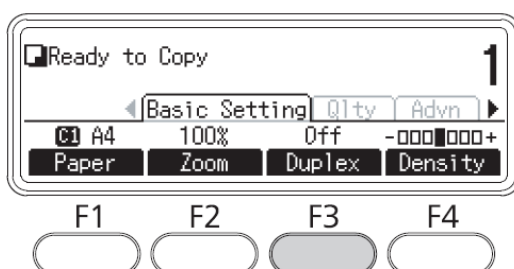 Ready to Copy 1
Basic Setting Qlty Advn
C1 A4 100% Off - +
Paper Zoom Duplex Density
F1 F2 F3 F4